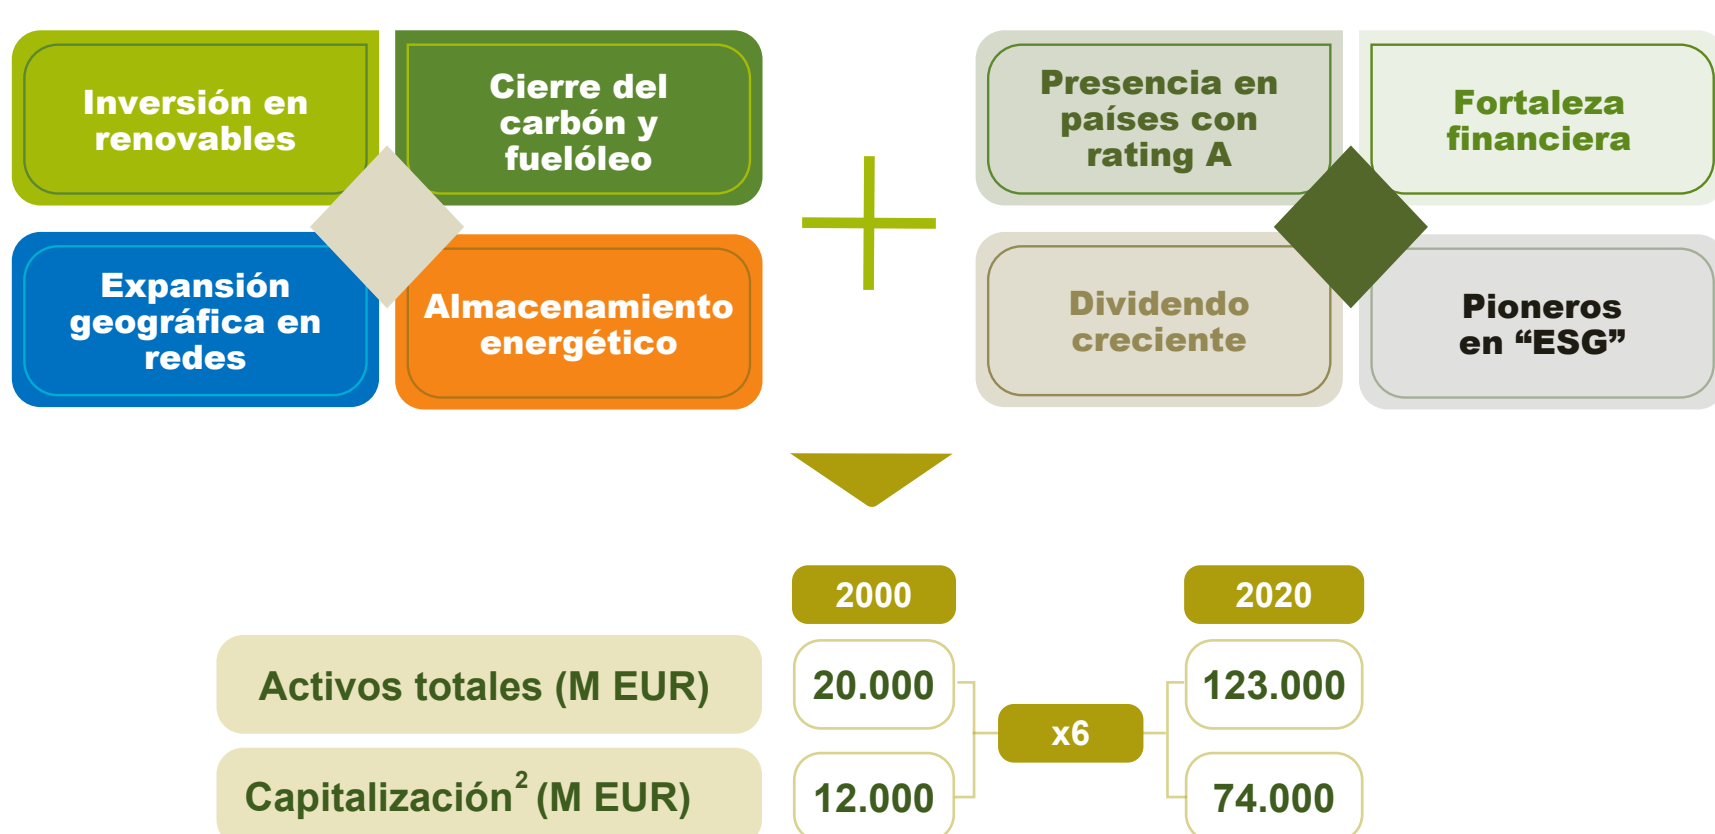 Inversión en
renovables
Cierre del
carbón y
fuelóleo
Expansión
geográfica en
redes
Almacenamiento
energético
Presencia en
países con
rating A
Fortaleza
financiera
Dividendo
creciente
Pioneros
en “ESG”
2000
2020
Activos totales (M EUR)
20.000
123.000
x6
Capitalización² (M EUR)
12.000
74.000